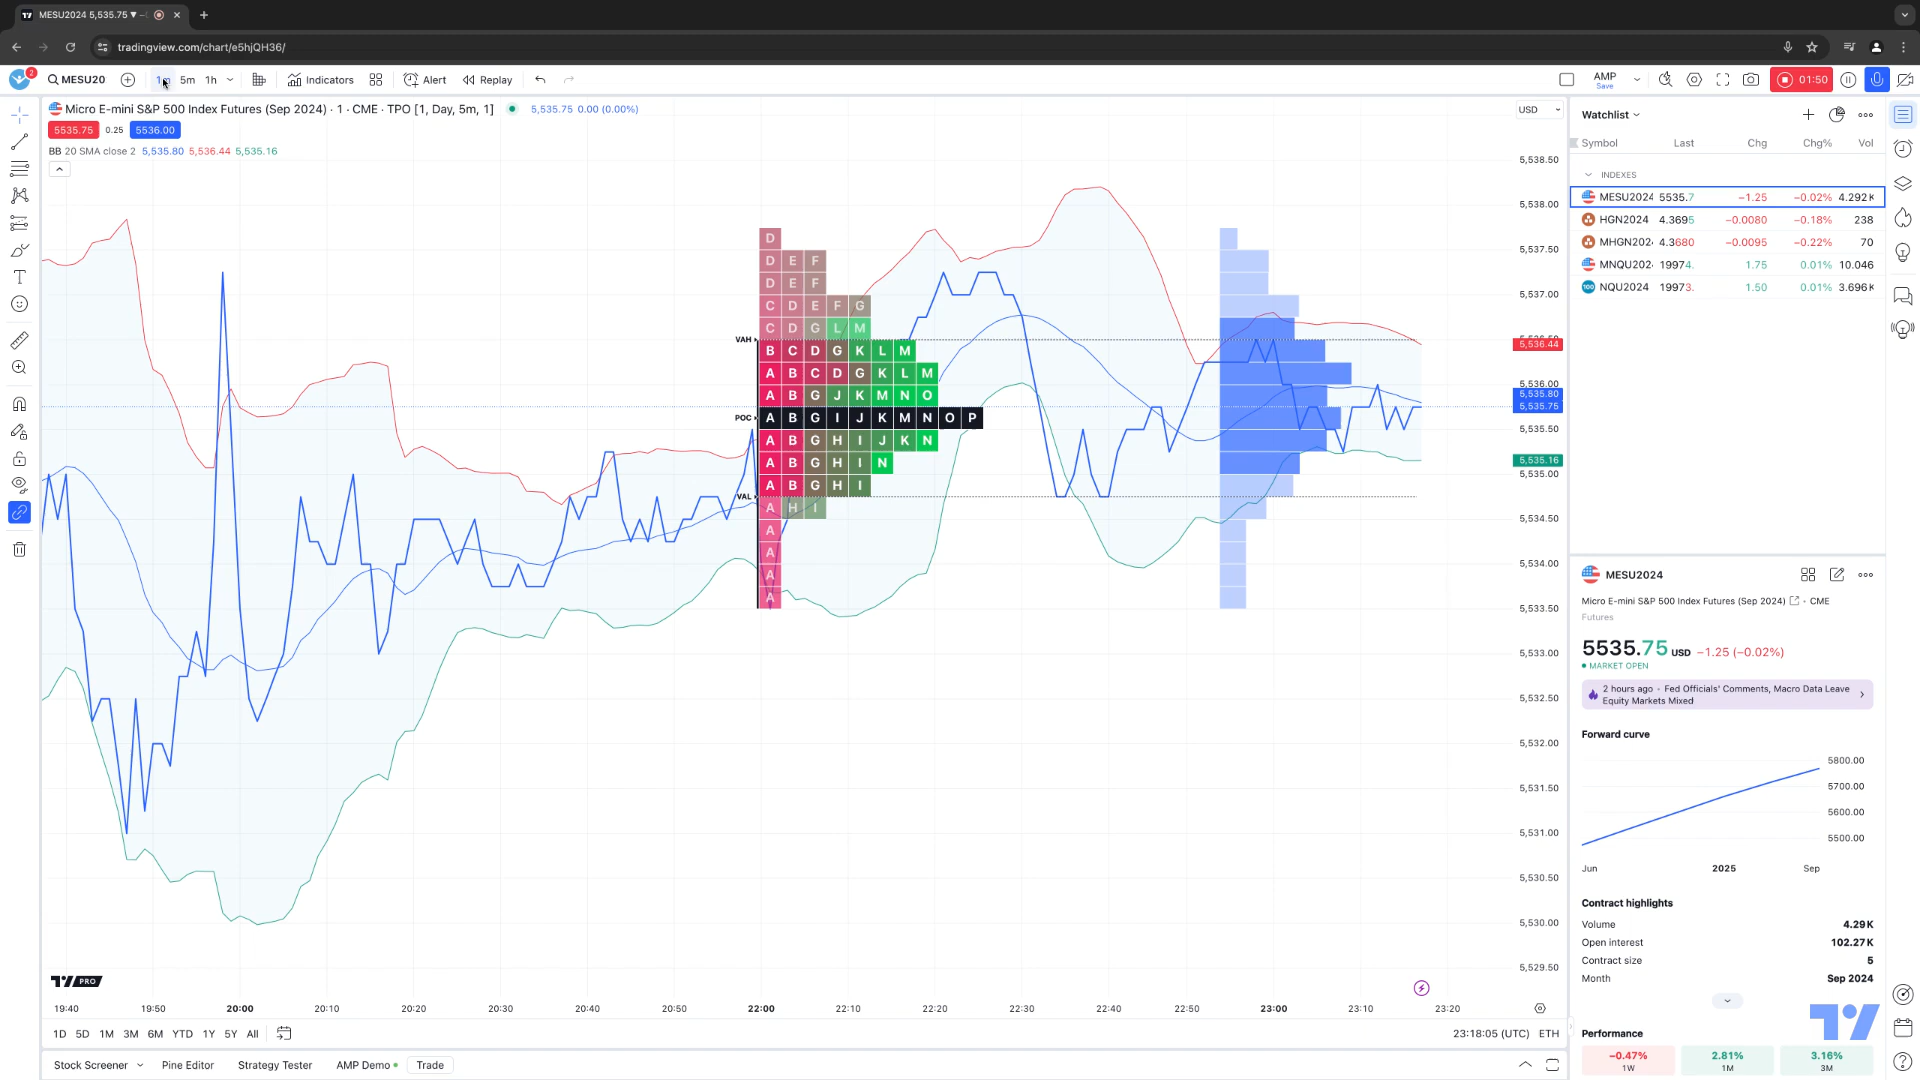 MESU2024 5,535.75 ▼ −
tradingview.com/chart/e5hjQH36/
2
MESU20
5m
1h
Indicators
Alert
Replay
AMP
Save
01:50
Micro E-mini S&P 500 Index Futures (Sep 2024) · 1 · CME · TPO [1, Day, 5m, 1]
5,535.75 0.00 (0.00%)
USD
5535.75
0.25
5536.00
BB 20 SMA close 2 5,535.80 5,536.44 5,535.16
D
D E F
D E F
C D E F G
C D G L M
VAH
B C D G K L M
A B C D G K L M
A B G J K M N O
POC
A B G I J K M N O P
A B G H I J K N
A B G H I N
A B G H I
VAL
A H I
A
A
A
A
5,538.50
5,538.00
5,537.50
5,537.00
5,536.44
5,536.00
5,535.80
5,535.75
5,535.50
5,535.16
5,535.00
5,534.50
5,534.00
5,533.50
5,533.00
5,532.50
5,532.00
5,531.50
5,531.00
5,530.50
5,530.00
5,529.50
PRO
19:40 19:50 20:00 20:10 20:20 20:30 20:40 20:50 22:00 22:10 22:20 22:30 22:40 22:50 23:00 23:10 23:20
1D 5D 1M 3M 6M YTD 1Y 5Y All
23:18:05 (UTC) ETH
Stock Screener
Pine Editor
Strategy Tester
AMP Demo
Trade
Watchlist
Symbol Last Chg Chg% Vol
INDEXES
MESU2024 5535.7 −1.25 −0.02% 4.292K
HGN2024 4.3695 −0.0080 −0.18% 238
MHGN202 4.3680 −0.0095 −0.22% 70
MNQU202 19974. 1.75 0.01% 10.046
100 NQU2024 19973. 1.50 0.01% 3.696K
MESU2024
Micro E-mini S&P 500 Index Futures (Sep 2024) • CME
Futures
5535.75 USD −1.25 (−0.02%)
MARKET OPEN
2 hours ago · Fed Officials' Comments, Macro Data Leave
Equity Markets Mixed
Forward curve
5800.00
5700.00
5600.00
5500.00
Jun 2025 Sep
Contract highlights
Volume 4.29K
Open interest 102.27K
Contract size 5
Month Sep 2024
Performance
−0.47% 2.81% 3.16%
1W 1M 3M